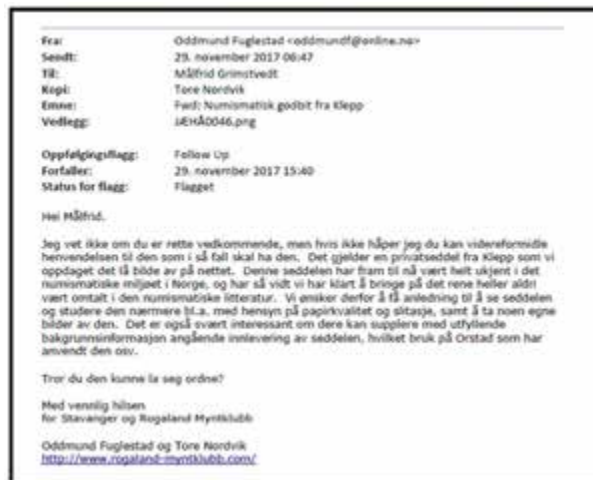 Fra: Oddmund Fuglestad <oddmundf@online.no>
Sendt: 29. november 2017 06:47
Til: Målfrid Grimstvedt
Kopi: Tore Nordvik
Emne: Fwd: Numismatisk godbit fra Klepp
Vedlegg: JÆHÅ0046.png
Oppfølgingsflagg: Follow Up
Forfaller: 29. november 2017 15:40
Status for flagg: Flagget
Hei Målfrid.
Jeg vet ikke om du er rette vedkommende, men hvis ikke håper jeg du kan videreformidle
henvendelsen til den som i så fall skal ha den. Det gjelder en privatseddel fra Klepp som vi
oppdaget det lå bilde av på nettet. Denne seddelen har fram til nå vært helt ukjent i det
numismatiske miljøet i Norge, og har så vidt vi har klart å bringe på det rene heller aldri
vært omtalt i den numismatiske litteratur. Vi ønsker derfor å få anledning til å se seddelen
og studere den nærmere bl.a. med hensyn på papirkvalitet og slitasje, samt å ta noen egne
bilder av den. Det er også svært interessant om dere kan supplere med utfyllende
bakgrunnsinformasjon angående innlevering av seddelen, hvilket bruk på Orstad som har
anvendt den osv.
Tror du den kunne la seg ordne?
Med vennlig hilsen
for Stavanger og Rogaland Myntklubb
Oddmund Fuglestad og Tore Nordvik
http://www.rogaland-myntklubb.com/